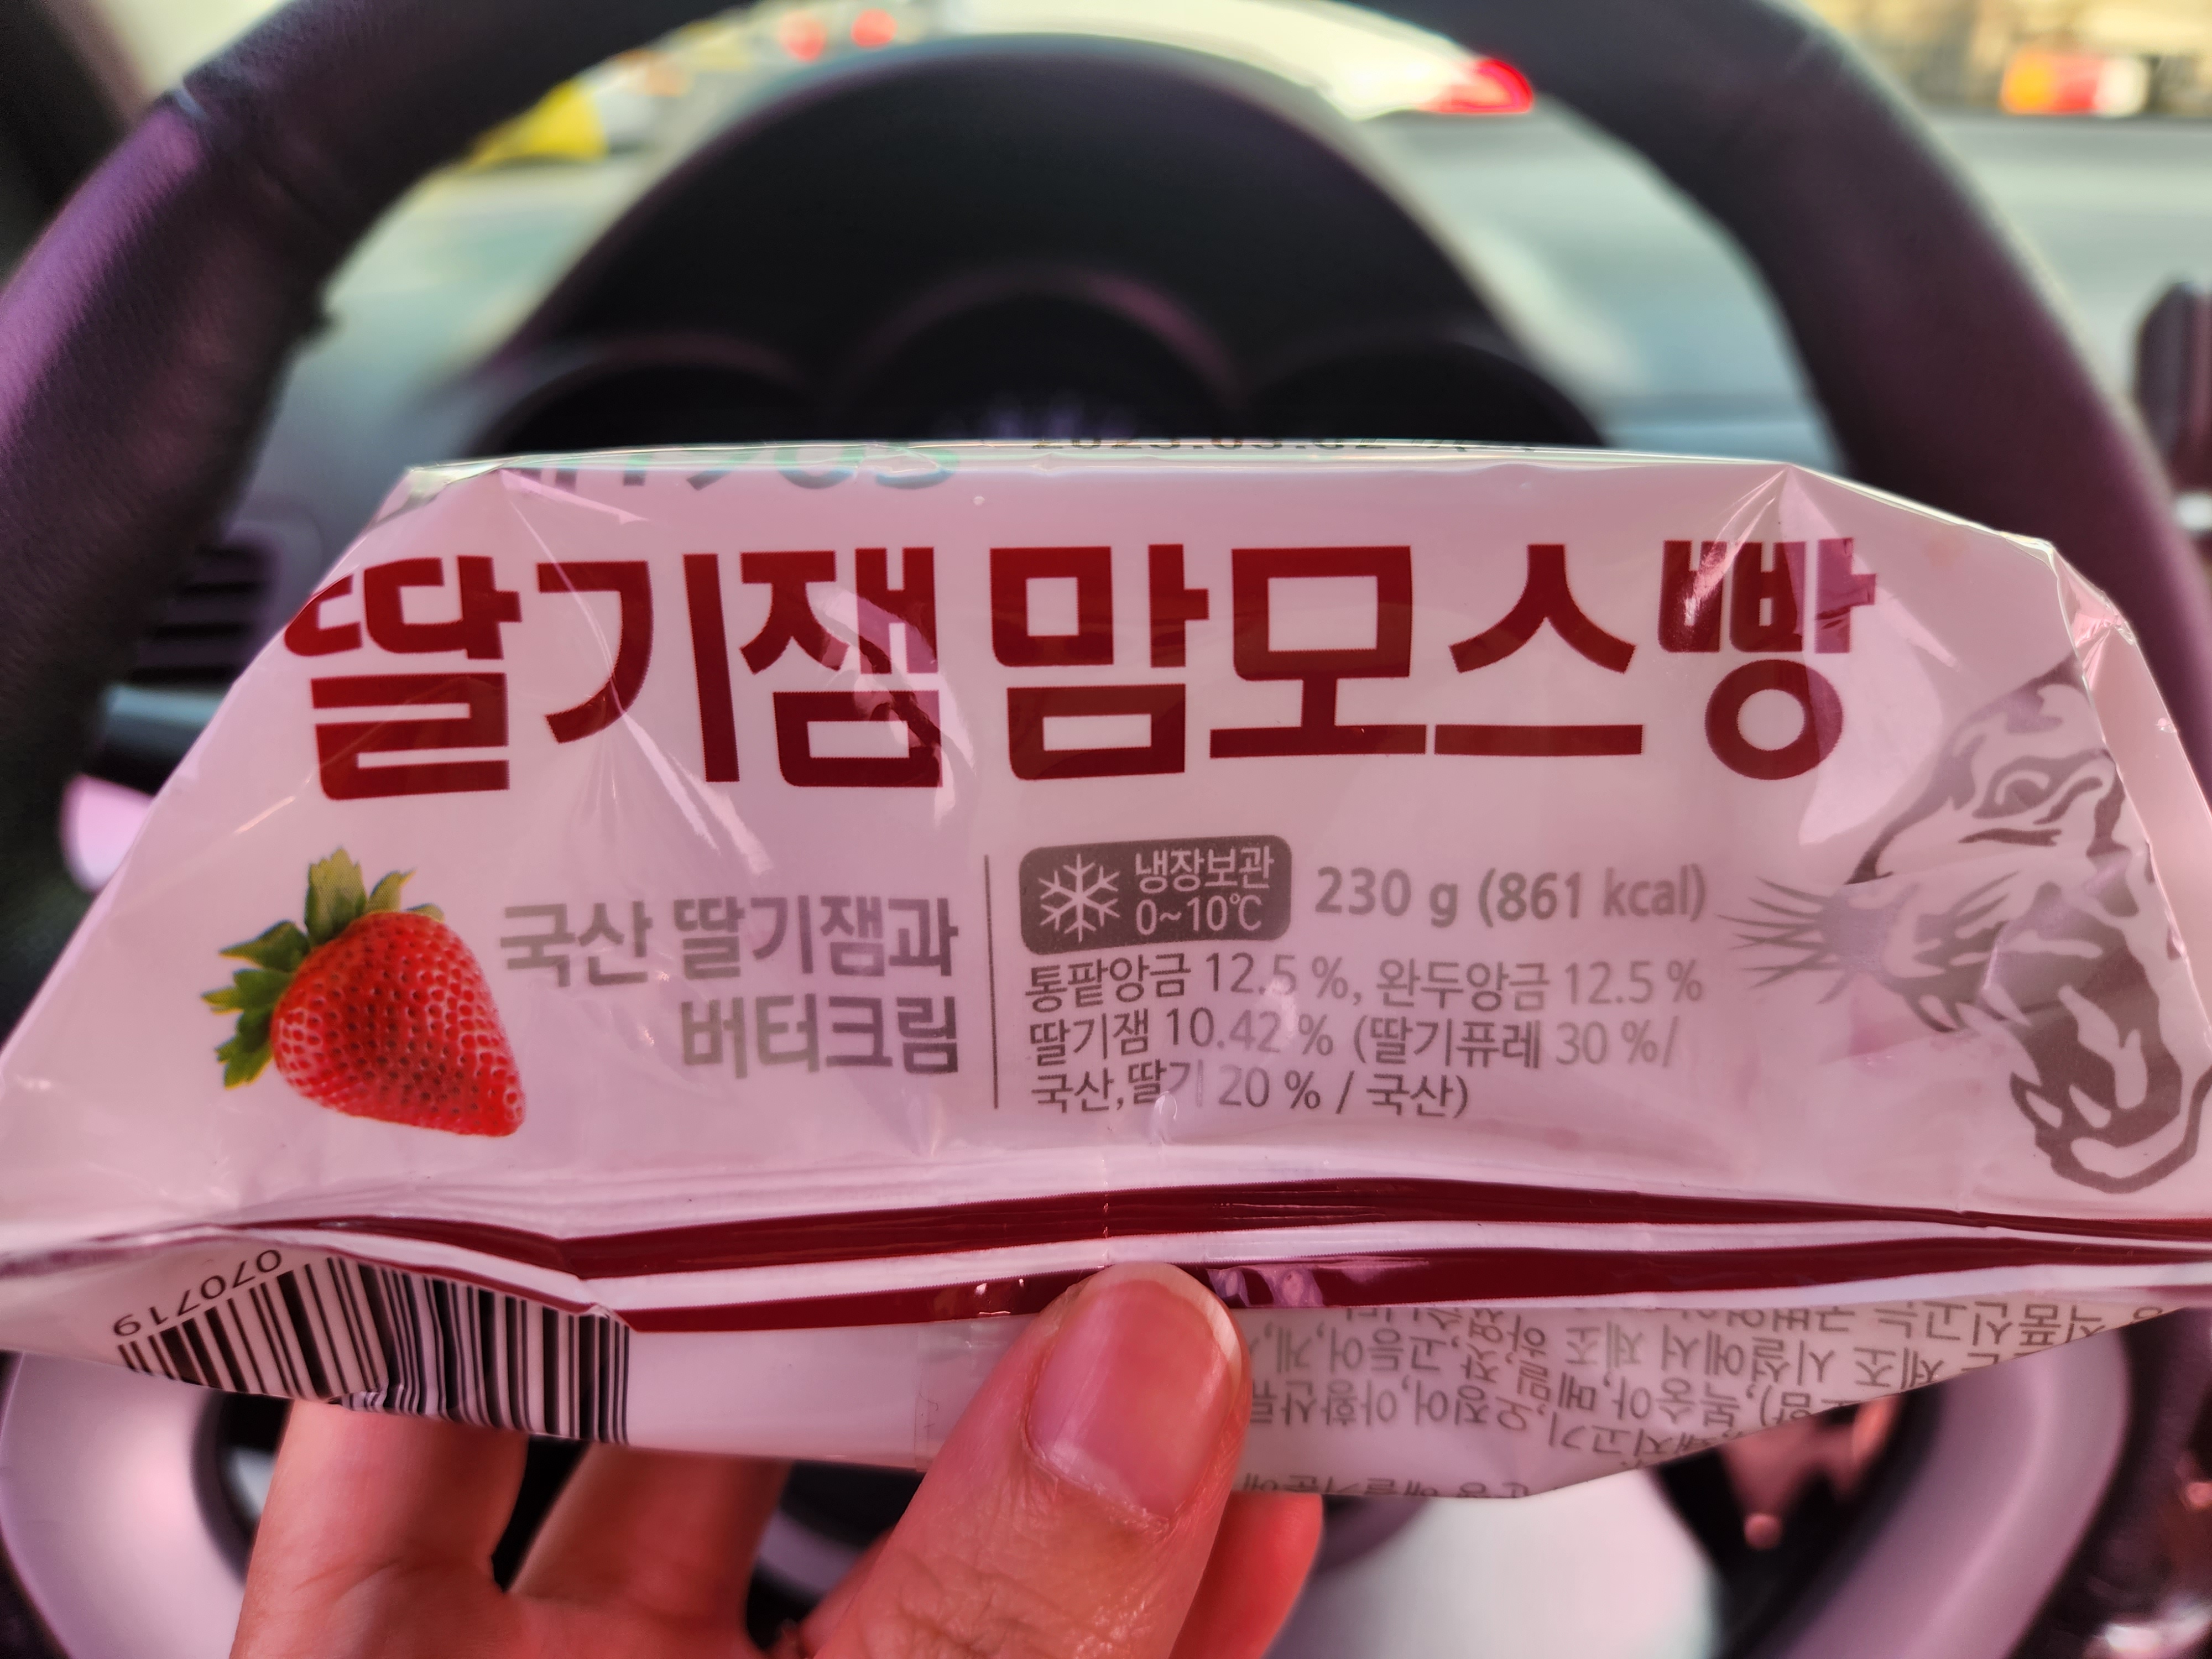 딸기잼 맘모스빵
국산 딸기잼과
버터크림
냉장보관
0~10℃
230 g (861 kcal)
통팥앙금 12.5 %, 완두앙금 12.5 %
딸기잼 10.42 % (딸기퓨레 30 %/
국산,딸기 20 % / 국산)
070719